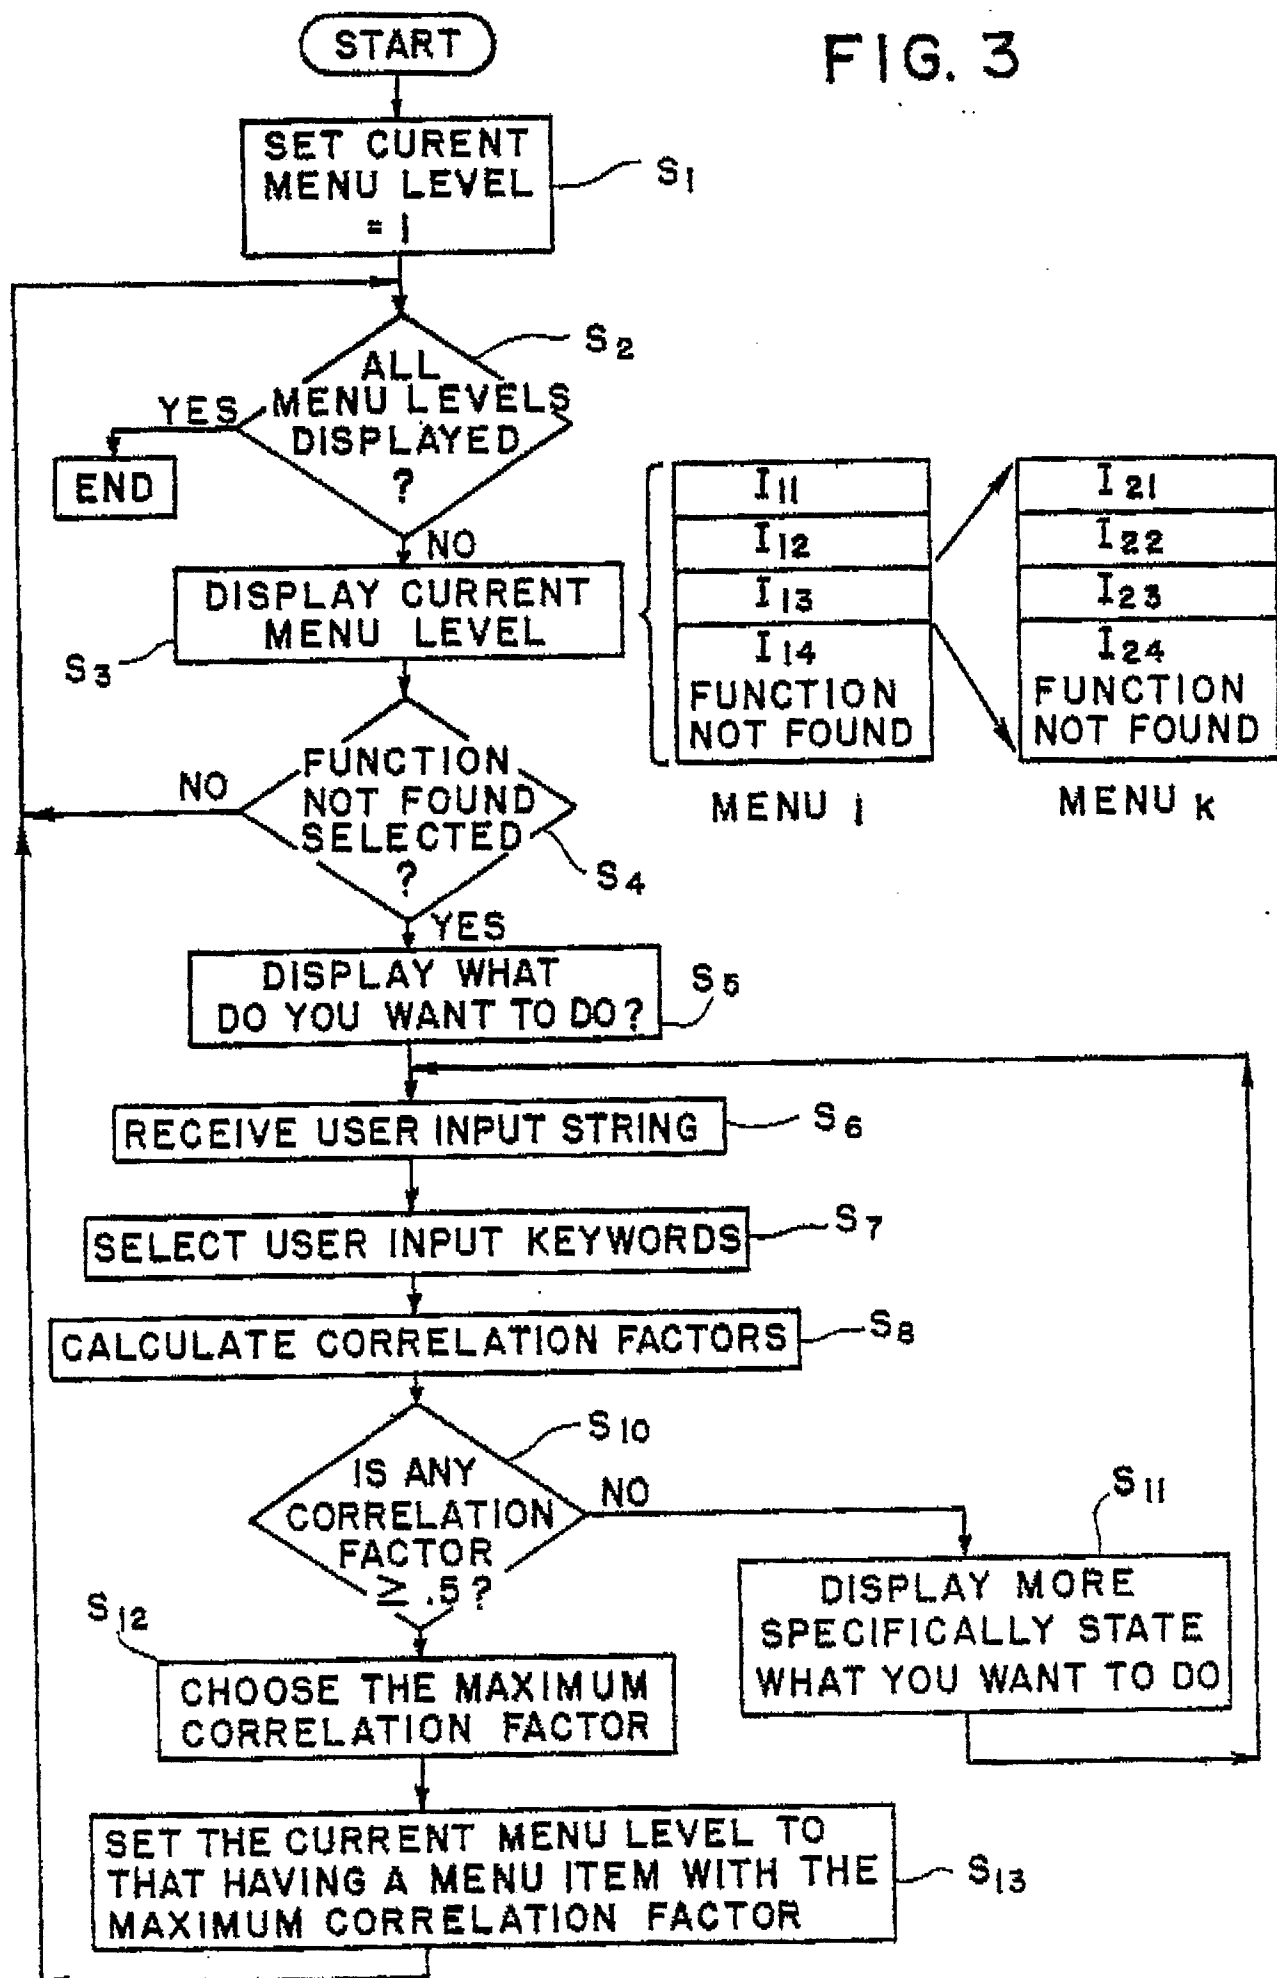 FIG. 3
START
SET CURENT
MENU LEVEL
= 1
S1
S2
ALL
MENU LEVELS
DISPLAYED
?
YES
END
NO
DISPLAY CURRENT
MENU LEVEL
S3
I11
I12
I13
I14
FUNCTION
NOT FOUND
MENU j
I21
I22
I23
I24
FUNCTION
NOT FOUND
MENU k
FUNCTION
NOT FOUND
SELECTED
?
NO
S4
YES
DISPLAY WHAT
DO YOU WANT TO DO?
S5
RECEIVE USER INPUT STRING
S6
SELECT USER INPUT KEYWORDS
S7
CALCULATE CORRELATION FACTORS
S8
IS ANY
CORRELATION
FACTOR
≥ .5?
S10
NO
S11
DISPLAY MORE
SPECIFICALLY STATE
WHAT YOU WANT TO DO
S12
CHOOSE THE MAXIMUM
CORRELATION FACTOR
SET THE CURRENT MENU LEVEL TO
THAT HAVING A MENU ITEM WITH THE
MAXIMUM CORRELATION FACTOR
S13